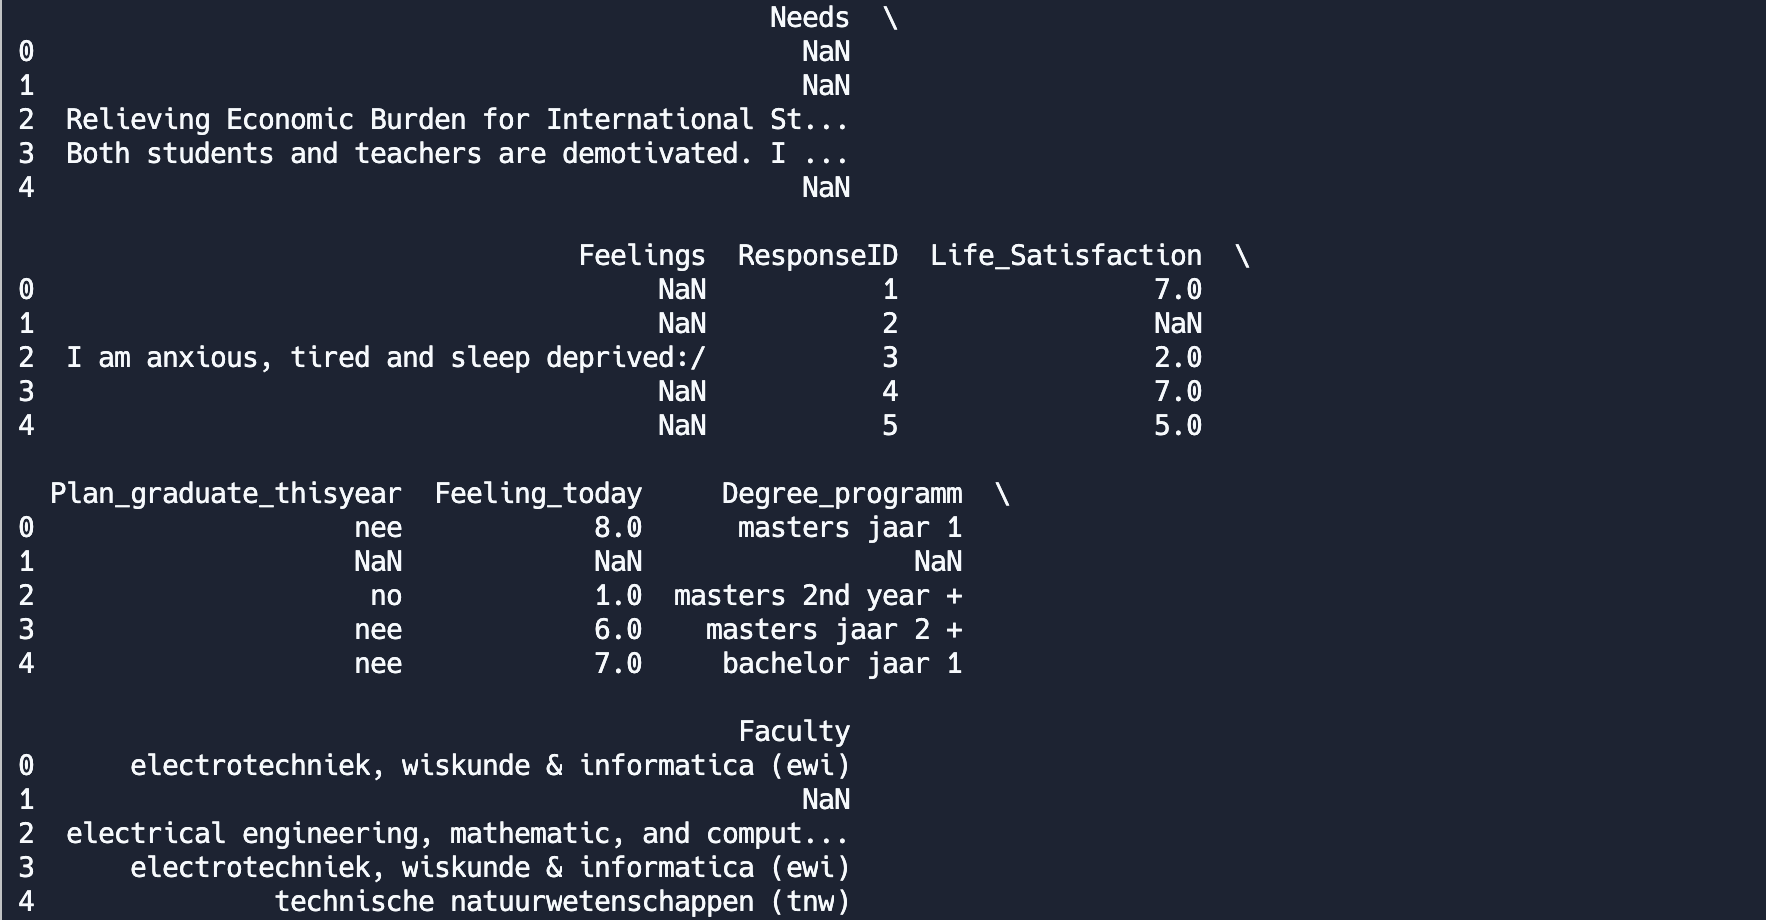 Needs \
0 NaN
1 NaN
2 Relieving Economic Burden for International St...
3 Both students and teachers are demotivated. I ...
4 NaN
Feelings ResponseID Life_Satisfaction \
0 NaN 1 7.0
1 NaN 2 NaN
2 I am anxious, tired and sleep deprived:/ 3 2.0
3 NaN 4 7.0
4 NaN 5 5.0
Plan_graduate_thisyear Feeling_today Degree_programm \
0 nee 8.0 masters jaar 1
1 NaN NaN NaN
2 no 1.0 masters 2nd year +
3 nee 6.0 masters jaar 2 +
4 nee 7.0 bachelor jaar 1
Faculty
0 electrotechniek, wiskunde & informatica (ewi)
1 NaN
2 electrical engineering, mathematic, and comput...
3 electrotechniek, wiskunde & informatica (ewi)
4 technische natuurwetenschappen (tnw)